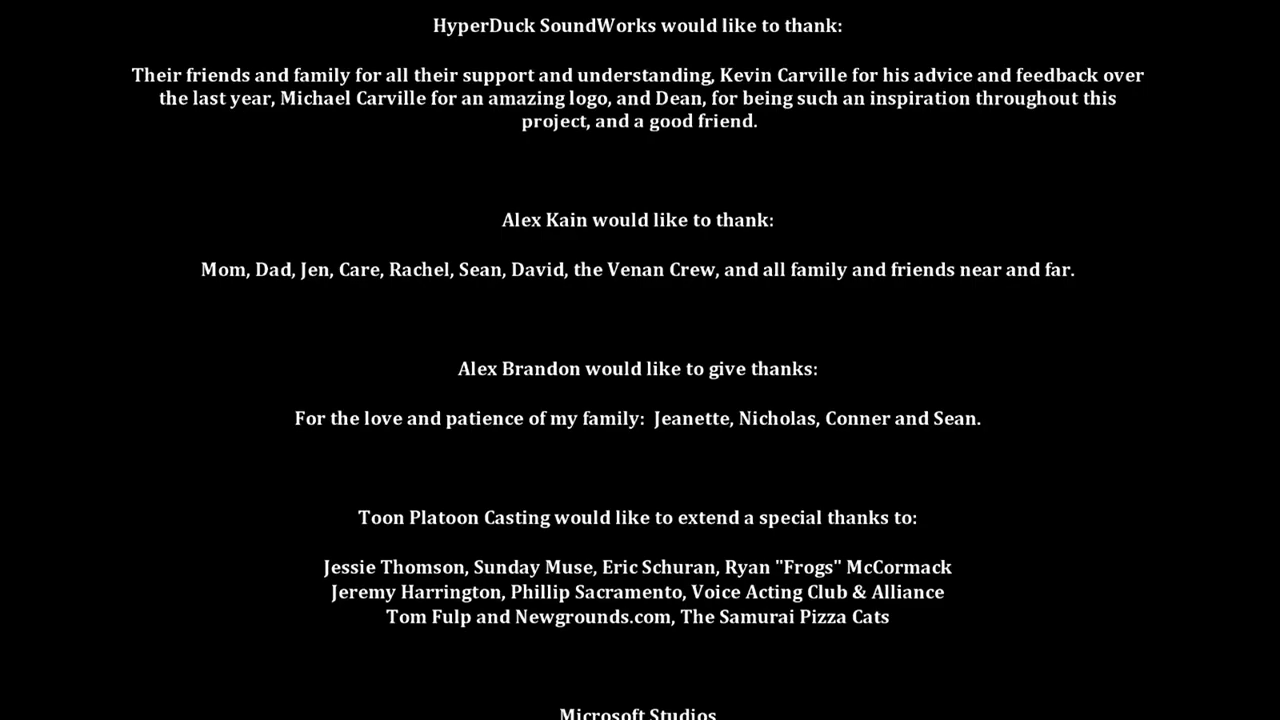 HyperDuck SoundWorks would like to thank:
Their friends and family for all their support and understanding, Kevin Carville for his advice and feedback over
the last year, Michael Carville for an amazing logo, and Dean, for being such an inspiration throughout this
project, and a good friend.
Alex Kain would like to thank:
Mom, Dad, Jen, Care, Rachel, Sean, David, the Venan Crew, and all family and friends near and far.
Alex Brandon would like to give thanks:
For the love and patience of my family:  Jeanette, Nicholas, Conner and Sean.
Toon Platoon Casting would like to extend a special thanks to:
Jessie Thomson, Sunday Muse, Eric Schuran, Ryan "Frogs" McCormack
Jeremy Harrington, Phillip Sacramento, Voice Acting Club & Alliance
Tom Fulp and Newgrounds.com, The Samurai Pizza Cats
Microsoft Studios